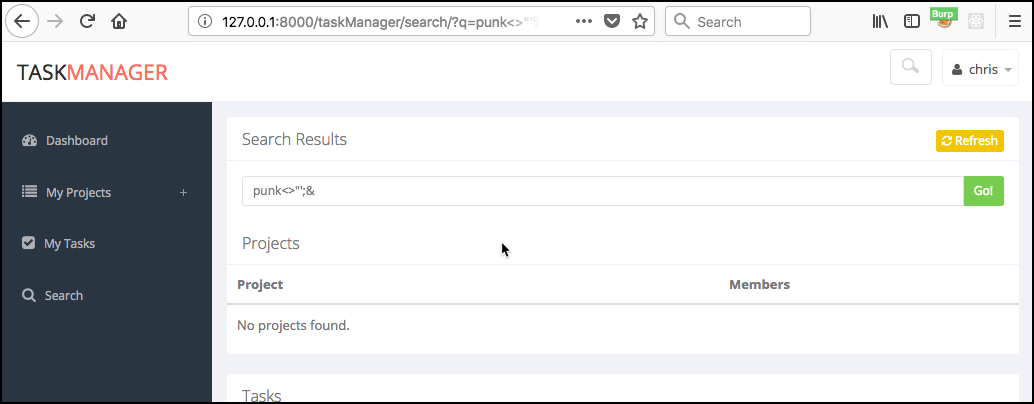 127.0.0.1:8000/taskManager/search/?q=punk<>"'
Search
Burp
TASKMANAGER
chris
Dashboard
My Projects +
My Tasks
Search
Search Results
Refresh
punk<>"';&
Go!
Projects
Project Members
No projects found.
Tasks